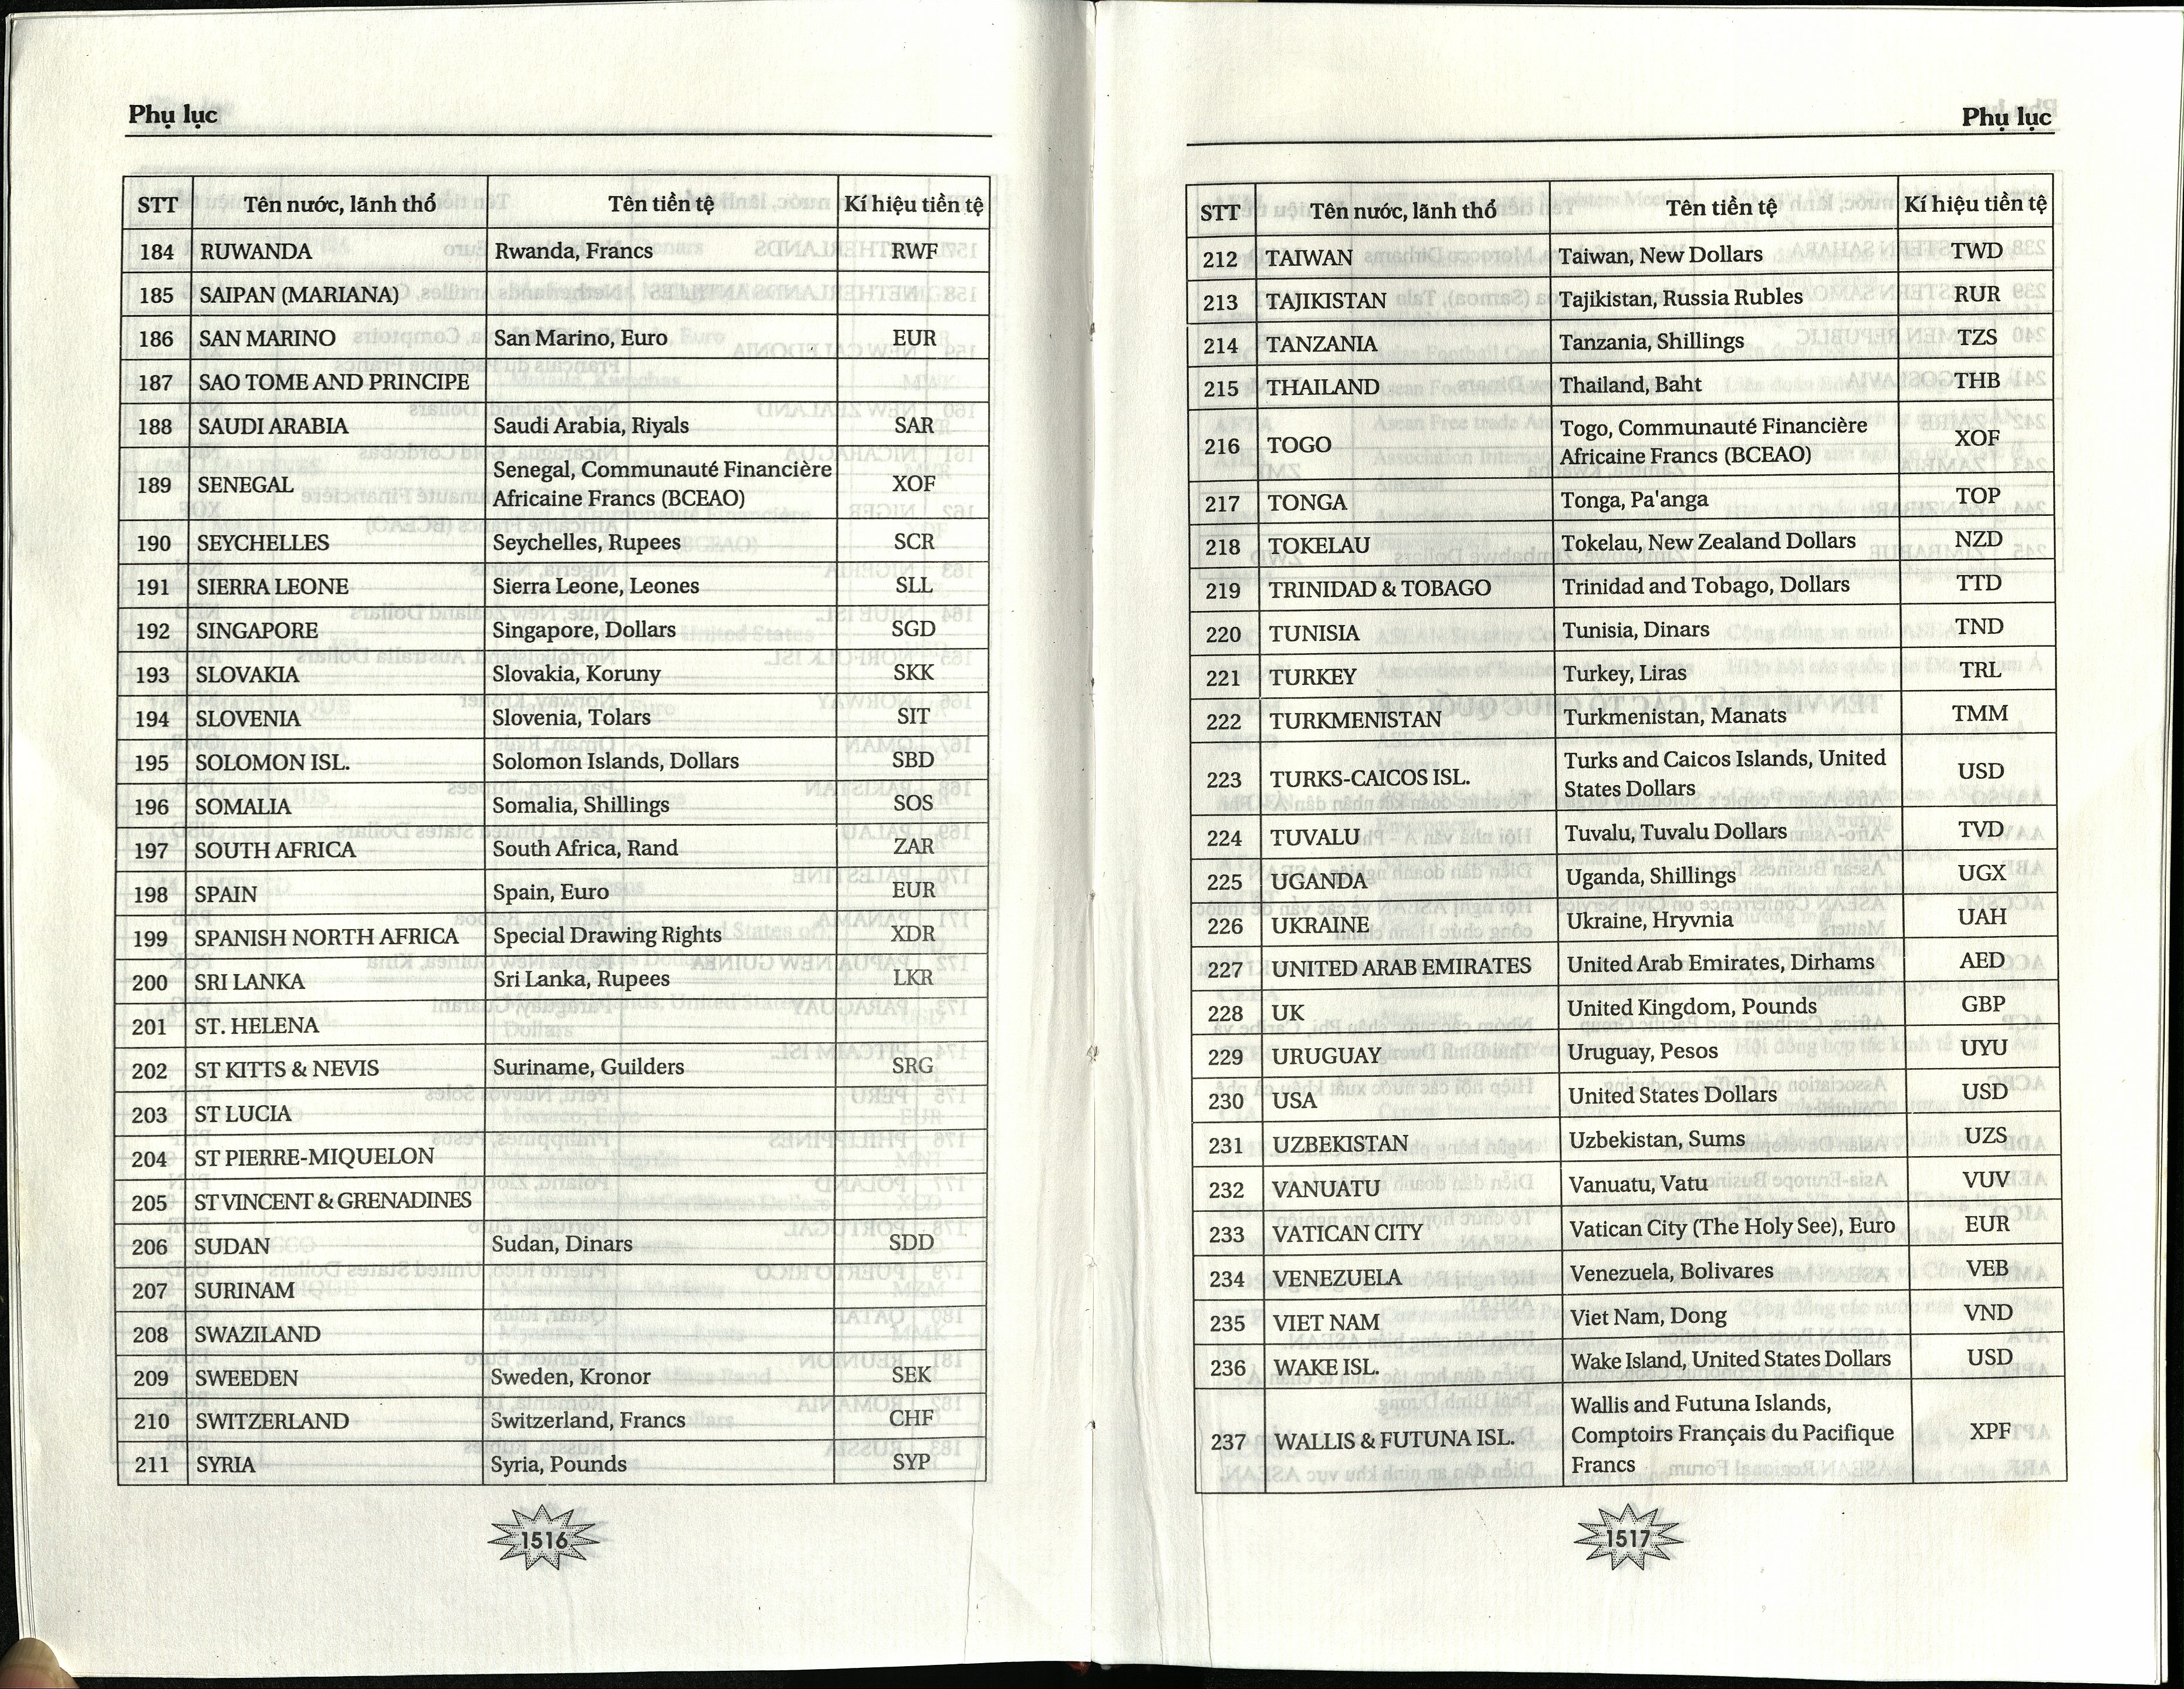 Phụ lục
STT Tên nước, lãnh thổ Tên tiền tệ Kí hiệu tiền tệ
184 RUWANDA Rwanda, Francs RWF
185 SAIPAN (MARIANA)
186 SAN MARINO San Marino, Euro EUR
187 SAO TOME AND PRINCIPE
188 SAUDI ARABIA Saudi Arabia, Riyals SAR
189 SENEGAL Senegal, Communauté Financière
Africaine Francs (BCEAO) XOF
190 SEYCHELLES Seychelles, Rupees SCR
191 SIERRA LEONE Sierra Leone, Leones SLL
192 SINGAPORE Singapore, Dollars SGD
193 SLOVAKIA Slovakia, Koruny SKK
194 SLOVENIA Slovenia, Tolars SIT
195 SOLOMON ISL. Solomon Islands, Dollars SBD
196 SOMALIA Somalia, Shillings SOS
197 SOUTH AFRICA South Africa, Rand ZAR
198 SPAIN Spain, Euro EUR
199 SPANISH NORTH AFRICA Special Drawing Rights XDR
200 SRI LANKA Sri Lanka, Rupees LKR
201 ST. HELENA
202 ST KITTS & NEVIS Suriname, Guilders SRG
203 ST LUCIA
204 ST PIERRE-MIQUELON
205 ST VINCENT & GRENADINES
206 SUDAN Sudan, Dinars SDD
207 SURINAM
208 SWAZILAND
209 SWEEDEN Sweden, Kronor SEK
210 SWITZERLAND Switzerland, Francs CHF
211 SYRIA Syria, Pounds SYP
1516
Phụ lục
STT Tên nước, lãnh thổ Tên tiền tệ Kí hiệu tiền tệ
212 TAIWAN Taiwan, New Dollars TWD
213 TAJIKISTAN Tajikistan, Russia Rubles RUR
214 TANZANIA Tanzania, Shillings TZS
215 THAILAND Thailand, Baht THB
216 TOGO Togo, Communauté Financière
Africaine Francs (BCEAO) XOF
217 TONGA Tonga, Pa'anga TOP
218 TOKELAU Tokelau, New Zealand Dollars NZD
219 TRINIDAD & TOBAGO Trinidad and Tobago, Dollars TTD
220 TUNISIA Tunisia, Dinars TND
221 TURKEY Turkey, Liras TRL
222 TURKMENISTAN Turkmenistan, Manats TMM
223 TURKS-CAICOS ISL. Turks and Caicos Islands, United
States Dollars USD
224 TUVALU Tuvalu, Tuvalu Dollars TVD
225 UGANDA Uganda, Shillings UGX
226 UKRAINE Ukraine, Hryvnia UAH
227 UNITED ARAB EMIRATES United Arab Emirates, Dirhams AED
228 UK United Kingdom, Pounds GBP
229 URUGUAY Uruguay, Pesos UYU
230 USA United States Dollars USD
231 UZBEKISTAN Uzbekistan, Sums UZS
232 VANUATU Vanuatu, Vatu VUV
233 VATICAN CITY Vatican City (The Holy See), Euro EUR
234 VENEZUELA Venezuela, Bolivares VEB
235 VIET NAM Viet Nam, Dong VND
236 WAKE ISL. Wake Island, United States Dollars USD
237 WALLIS & FUTUNA ISL. Wallis and Futuna Islands,
Comptoirs Français du Pacifique
Francs XPF
1517